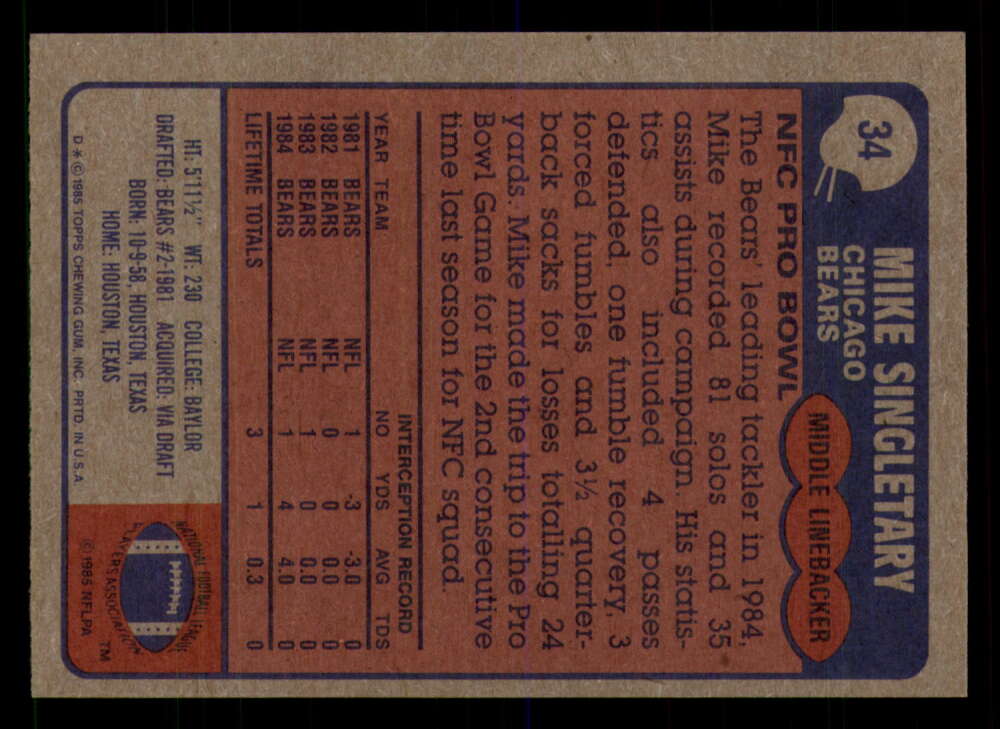 34
MIKE SINGLETARY
CHICAGO
BEARS
MIDDLE LINEBACKER
NFC PRO BOWL
The Bears' leading tackler in 1984,
Mike recorded 81 solos and 35
assists during campaign. His statis-
tics also included 4 passes
defended, one fumble recovery, 3
forced fumbles and 3½ quarter-
back sacks for losses totalling 24
yards. Mike made the trip to the Pro
Bowl Game for the 2nd consecutive
time last season for NFC squad.
INTERCEPTION RECORD
YEAR TEAM NO YDS AVG TDS
1981 BEARS NFL 1 -3 -3.0 0
1982 BEARS NFL 0 0 0.0 0
1983 BEARS NFL 1 0 0.0 0
1984 BEARS NFL 1 4 4.0 0
LIFETIME TOTALS 3 1 0.3 0
HT: 5'11½" WT: 230 COLLEGE: BAYLOR
DRAFTED: BEARS #2-1981 ACQUIRED: VIA DRAFT
BORN: 10-9-58, HOUSTON, TEXAS
HOME: HOUSTON, TEXAS
D * © 1985 TOPPS CHEWING GUM, INC. PRTD. IN U.S.A.
NATIONAL FOOTBALL LEAGUE
PLAYERS ASSOCIATION
TM
© 1985 NFLPA